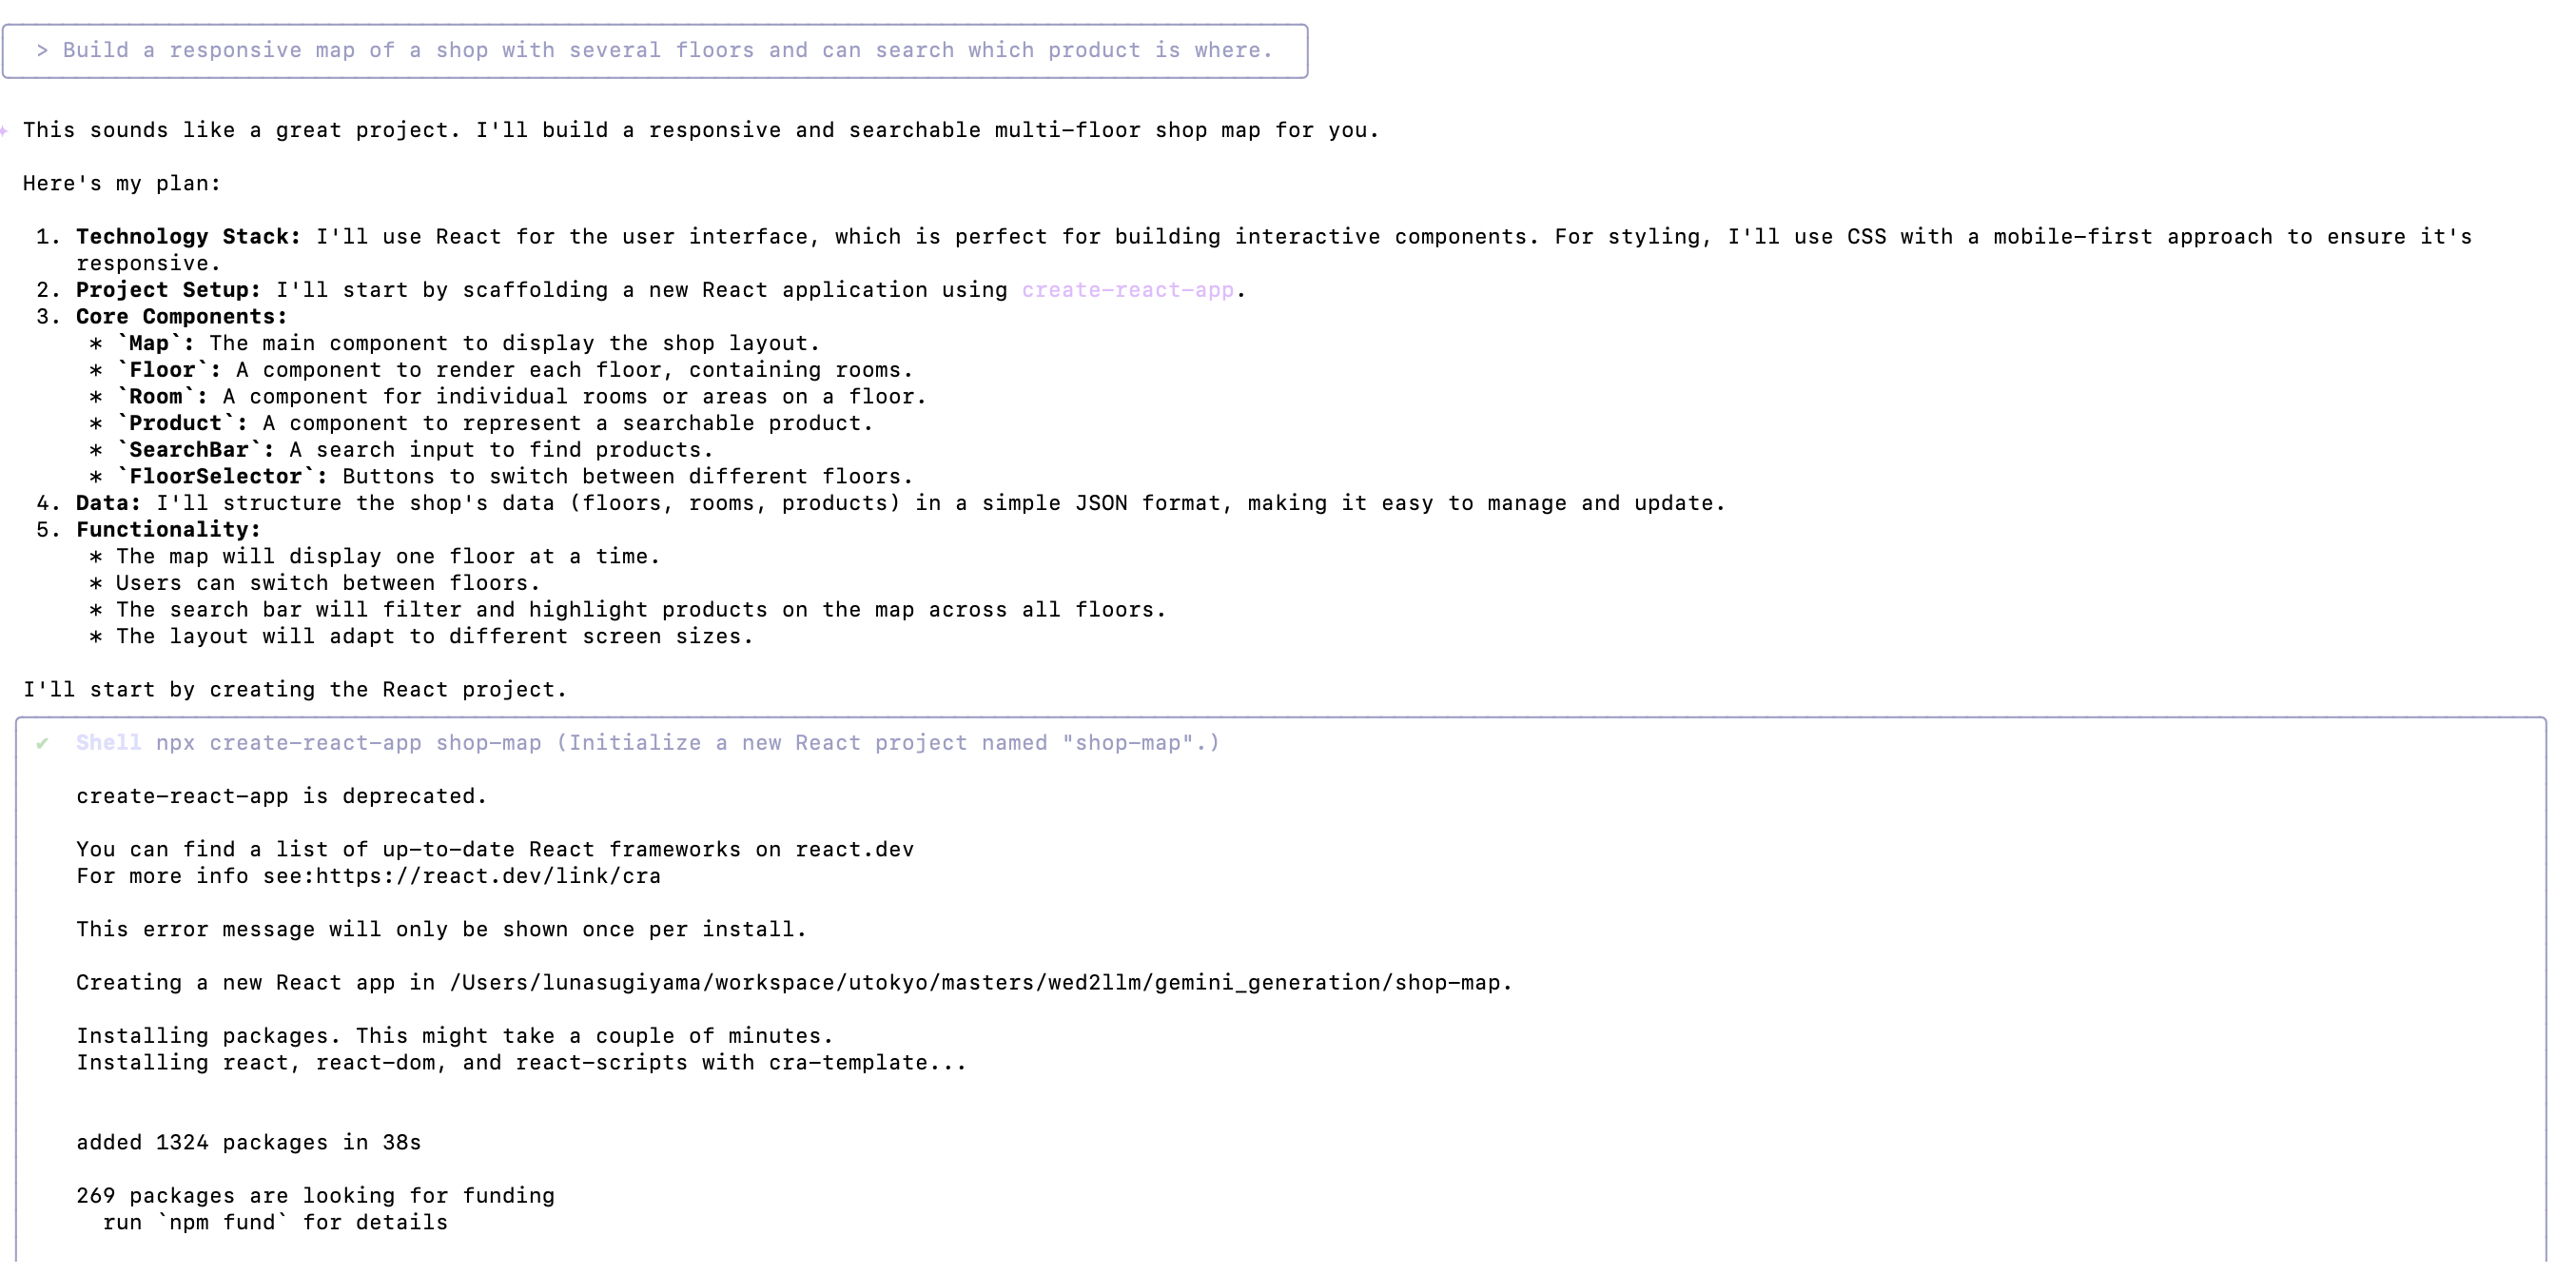 > Build a responsive map of a shop with several floors and can search which product is where.
✦ This sounds like a great project. I'll build a responsive and searchable multi-floor shop map for you.
Here's my plan:
1. Technology Stack: I'll use React for the user interface, which is perfect for building interactive components. For styling, I'll use CSS with a mobile-first approach to ensure it's
responsive.
2. Project Setup: I'll start by scaffolding a new React application using create-react-app.
3. Core Components:
* `Map`: The main component to display the shop layout.
* `Floor`: A component to render each floor, containing rooms.
* `Room`: A component for individual rooms or areas on a floor.
* `Product`: A component to represent a searchable product.
* `SearchBar`: A search input to find products.
* `FloorSelector`: Buttons to switch between different floors.
4. Data: I'll structure the shop's data (floors, rooms, products) in a simple JSON format, making it easy to manage and update.
5. Functionality:
* The map will display one floor at a time.
* Users can switch between floors.
* The search bar will filter and highlight products on the map across all floors.
* The layout will adapt to different screen sizes.
I'll start by creating the React project.
✔ Shell npx create-react-app shop-map (Initialize a new React project named "shop-map".)
create-react-app is deprecated.
You can find a list of up-to-date React frameworks on react.dev
For more info see:https://react.dev/link/cra
This error message will only be shown once per install.
Creating a new React app in /Users/lunasugiyama/workspace/utokyo/masters/wed2llm/gemini_generation/shop-map.
Installing packages. This might take a couple of minutes.
Installing react, react-dom, and react-scripts with cra-template...
added 1324 packages in 38s
269 packages are looking for funding
run `npm fund` for details